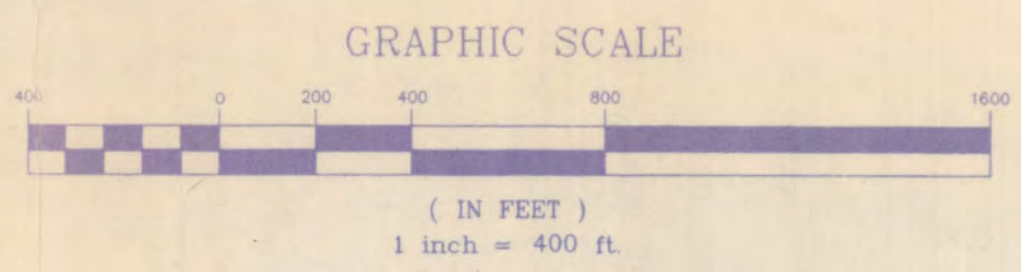 GRAPHIC SCALE
400 0 200 400 800 1600
( IN FEET )
1 inch = 400 ft.